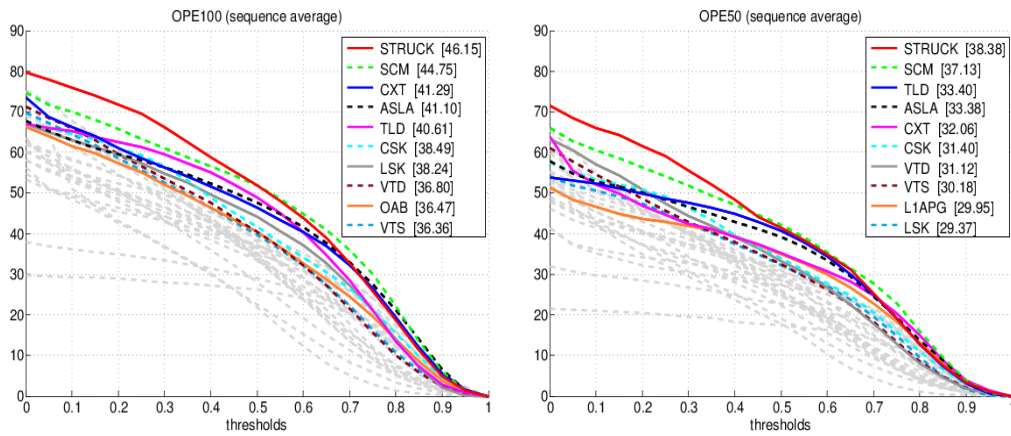 OPE100 (sequence average)
90
80
70
60
50
40
30
20
10
0
STRUCK [46.15]
SCM [44.75]
CXT [41.29]
ASLA [41.10]
TLD [40.61]
CSK [38.49]
LSK [38.24]
VTD [36.80]
OAB [36.47]
VTS [36.36]
0 0.1 0.2 0.3 0.4 0.5 0.6 0.7 0.8 0.9 1
thresholds
OPE50 (sequence average)
90
80
70
60
50
40
30
20
10
0
STRUCK [38.38]
SCM [37.13]
TLD [33.40]
ASLA [33.38]
CXT [32.06]
CSK [31.40]
VTD [31.12]
VTS [30.18]
L1APG [29.95]
LSK [29.37]
0 0.1 0.2 0.3 0.4 0.5 0.6 0.7 0.8 0.9 1
thresholds